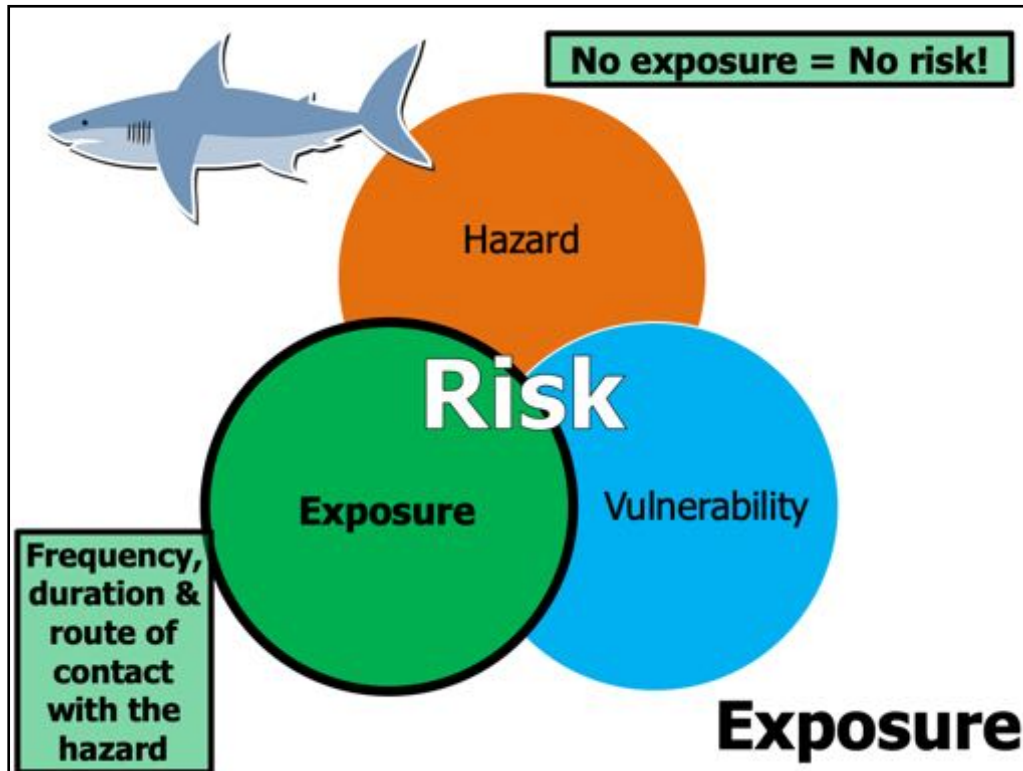 No exposure = No risk!
Hazard
Risk
Exposure
Vulnerability
Frequency,
duration &
route of
contact
with the
hazard
Exposure